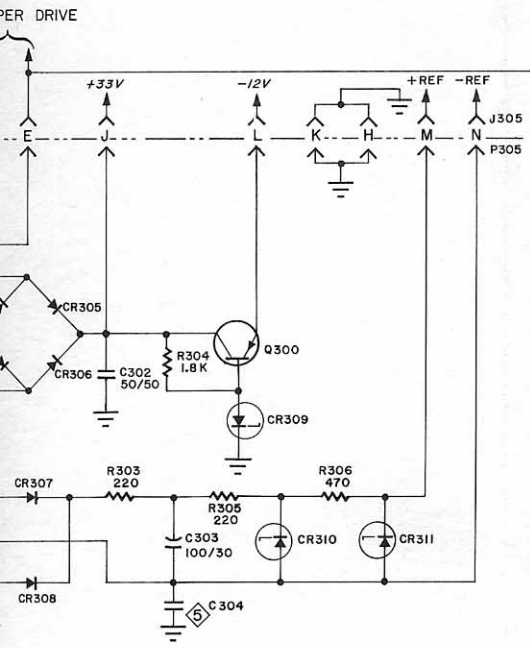 PER DRIVE
+33V
-12V
+REF -REF
J305
E J L K H M N
P305
CR305
CR306
C302
50/50
R304
1.8K
Q300
CR309
CR307
R303
220
R305
220
R306
470
C303
100/30
CR310
CR311
CR308
5
C304